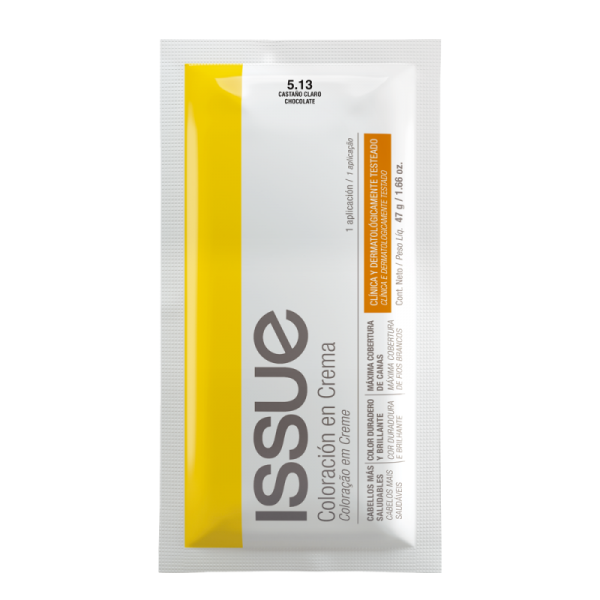 5.13
CASTAÑO CLARO
CHOCOLATE
ISSUE
Coloración en Crema
Coloração em Creme
1 aplicación / 1 aplicação
CLÍNICA Y DERMATOLÓGICAMENTE TESTEADO
CLÍNICA E DERMATOLOGICAMENTE TESTADO
Cont. Neto / Peso Líq. 47 g / 1.66 oz.
CABELLOS MÁS
SALUDABLES
CABELOS MAIS
SAUDÁVEIS
COLOR DURADERO
Y BRILLANTE
COR DURADOURA
E BRILHANTE
MÁXIMA COBERTURA
DE CANAS
MÁXIMA COBERTURA
DE FIOS BRANCOS